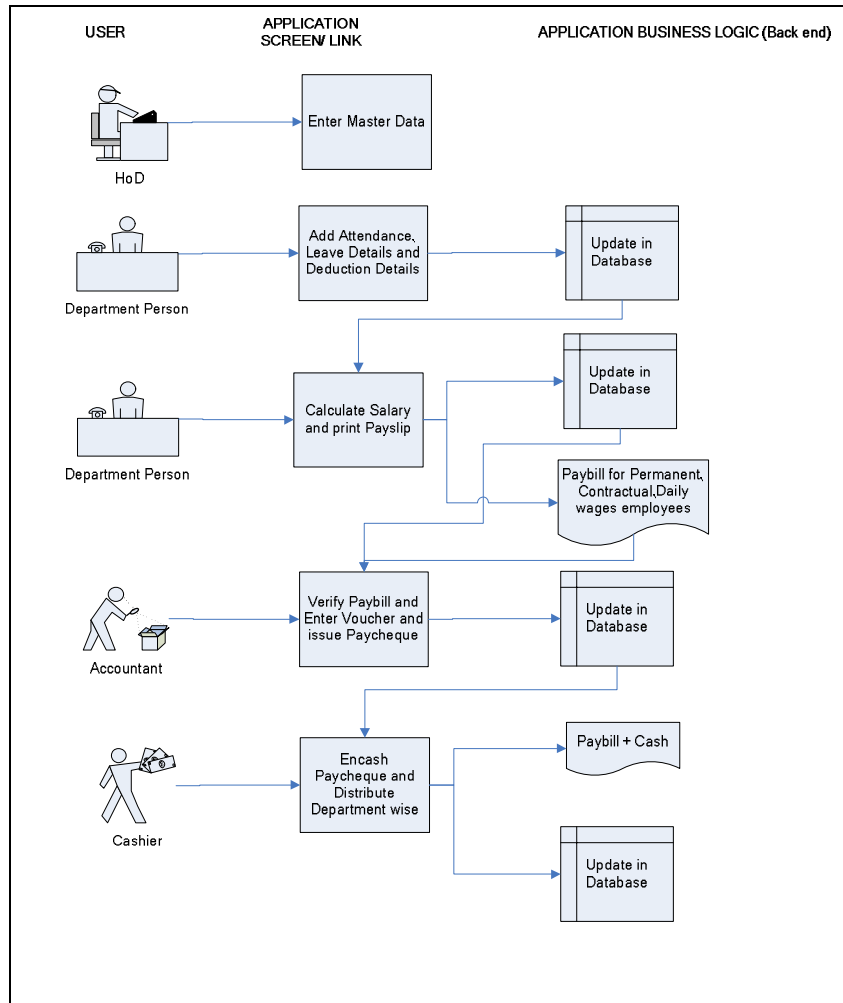 USER
APPLICATION
SCREEN/ LINK
APPLICATION BUSINESS LOGIC (Back end)
Enter Master Data
HoD
Add Attendance,
Leave Details and
Deduction Details
Update in
Database
Department Person
Calculate Salary
and print Payslip
Update in
Database
Department Person
Paybill for Permanent,
Contractual,Daily
wages employees
Verify Paybill and
Enter Voucher and
issue Paycheque
Update in
Database
Accountant
Encash
Paycheque and
Distribute
Department wise
Paybill + Cash
Cashier
Update in
Database